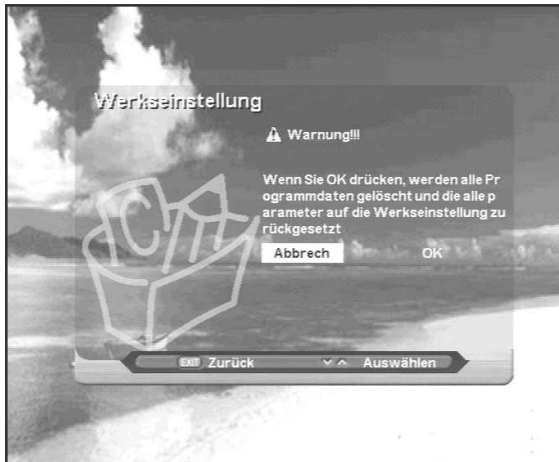 Werkseinstellung
Warnung!!!
Wenn Sie OK drücken, werden alle Pr
ogrammdaten gelöscht und die alle p
arameter auf die Werkseinstellung zu
rückgesetzt
Abbrech OK
EXIT Zurück Auswählen